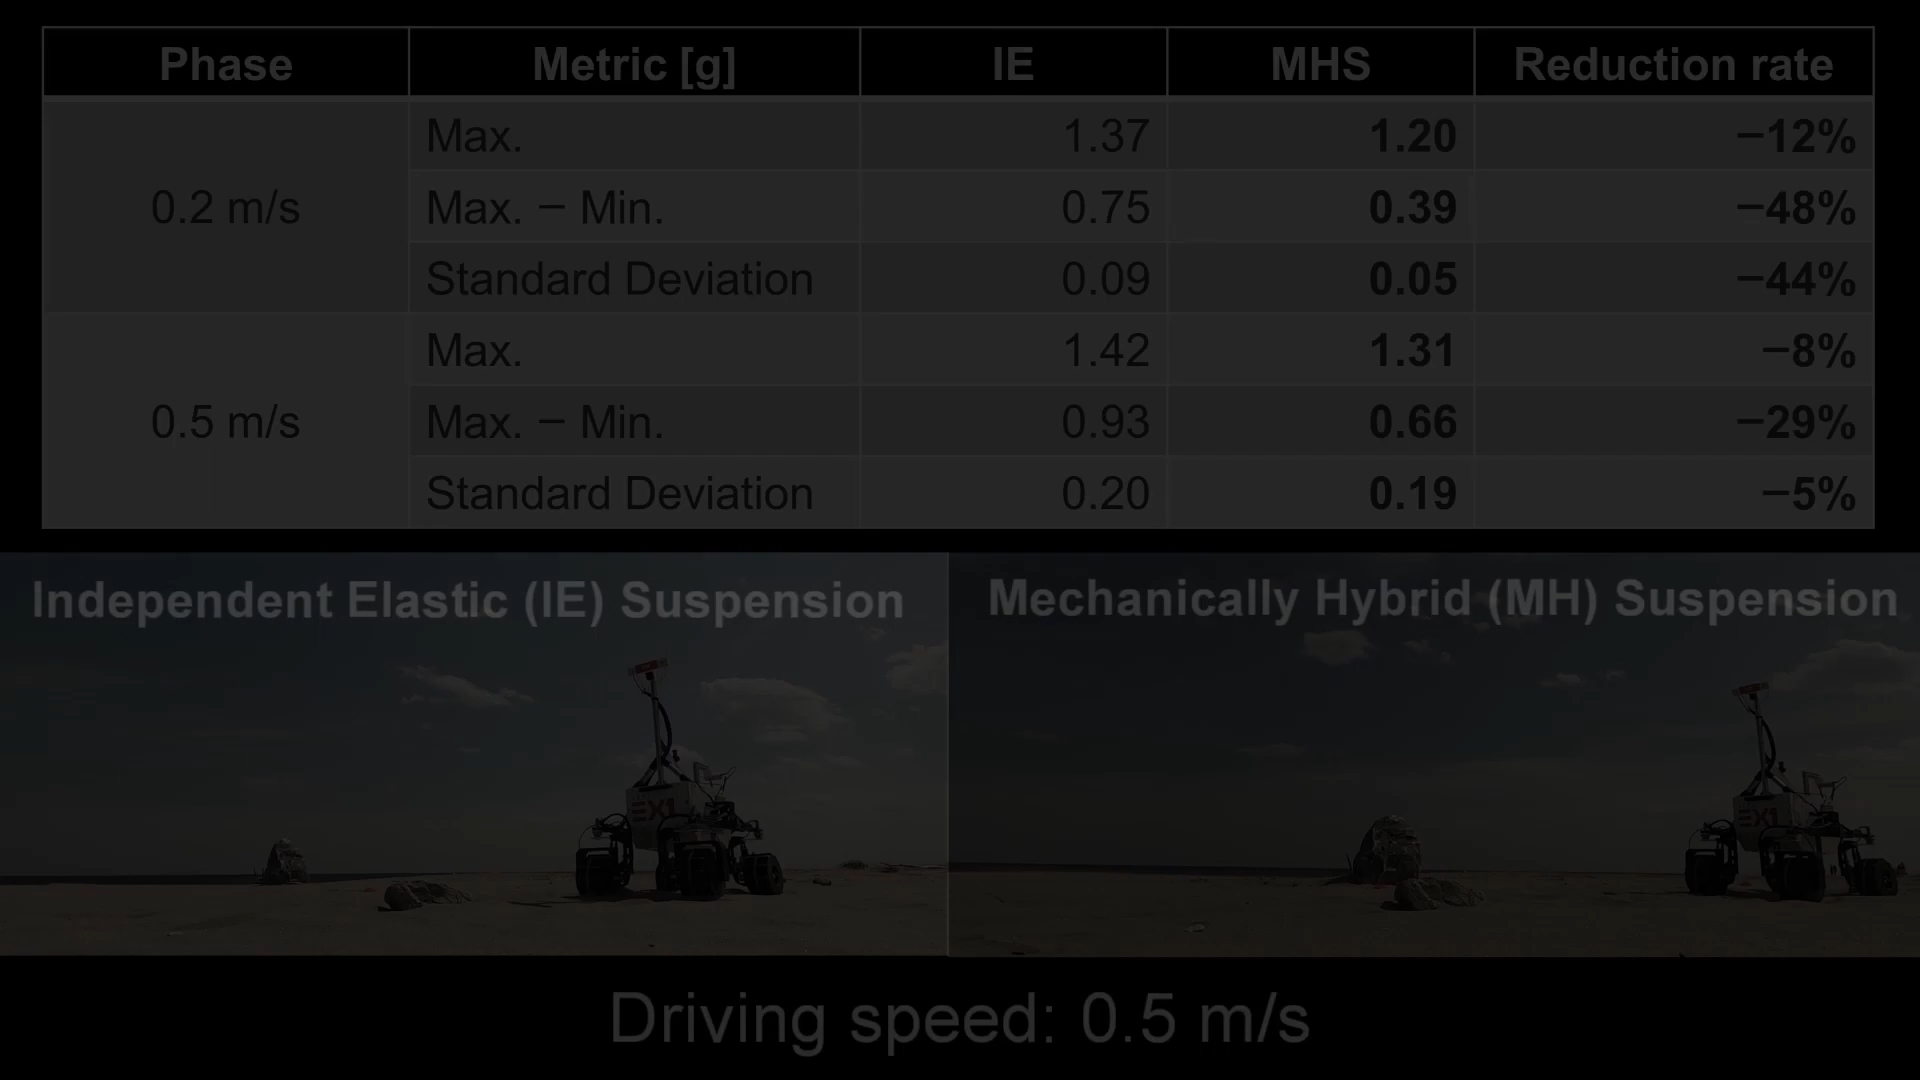 Phase Metric [g] IE MHS Reduction rate
0.2 m/s
Max. 1.37 1.20 −12%
Max. − Min. 0.75 0.39 −48%
Standard Deviation 0.09 0.05 −44%
0.5 m/s
Max. 1.42 1.31 −8%
Max. − Min. 0.93 0.66 −29%
Standard Deviation 0.20 0.19 −5%
Independent Elastic (IE) Suspension
Mechanically Hybrid (MH) Suspension
EX1
EX1
Driving speed: 0.5 m/s